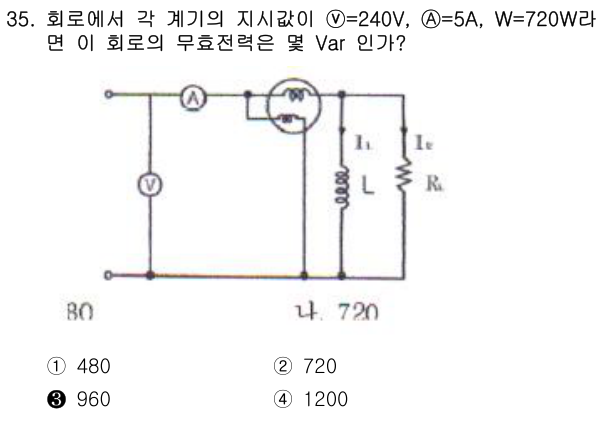 35. 회로에서 각 계기의 지시값이 Ⓥ=240V, Ⓐ=5A, W=720W라
면 이 회로의 무효전력은 몇 Var 인가?
A
V
I_L
I_R
L
R
80 나. 720
① 480 ② 720
❸ 960 ④ 1200